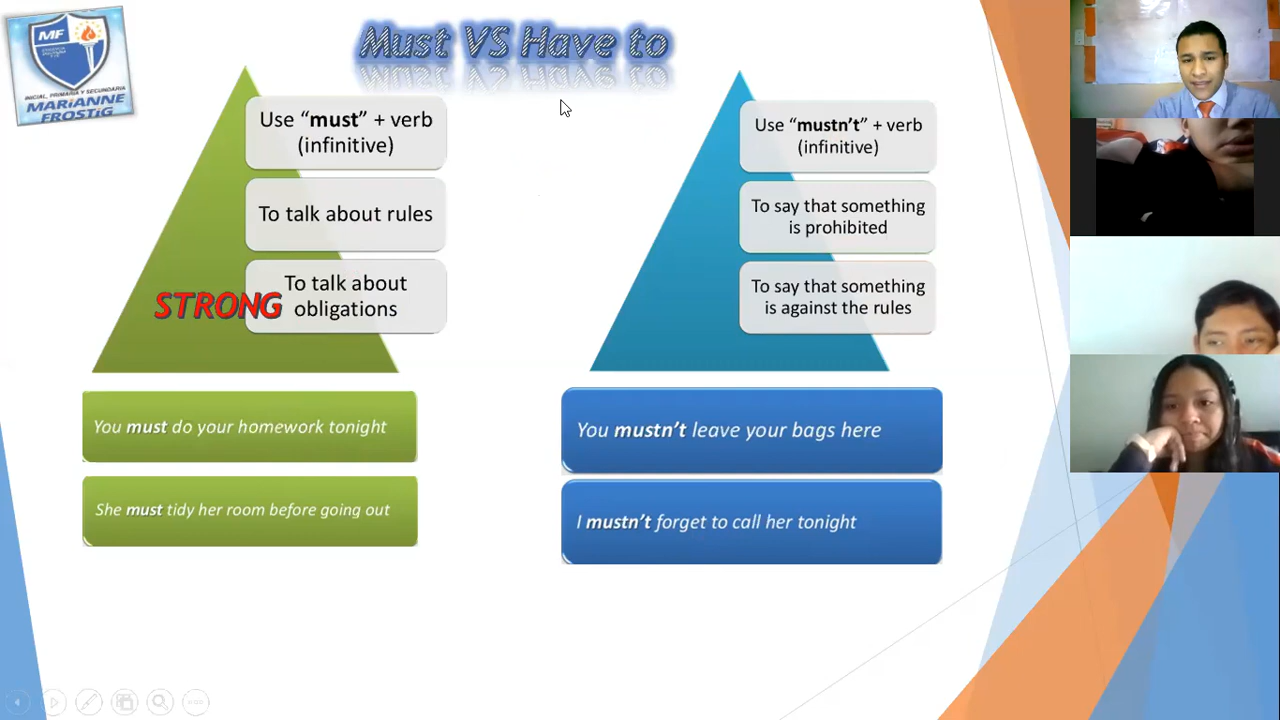 Must VS Have to
MF
INICIAL, PRIMARIA Y SECUNDARIA
MARIANNE
FROSTIG
Use “must” + verb
(infinitive)
To talk about rules
To talk about
obligations
STRONG
You must do your homework tonight
She must tidy her room before going out
Use “mustn’t” + verb
(infinitive)
To say that something
is prohibited
To say that something
is against the rules
You mustn’t leave your bags here
I mustn’t forget to call her tonight